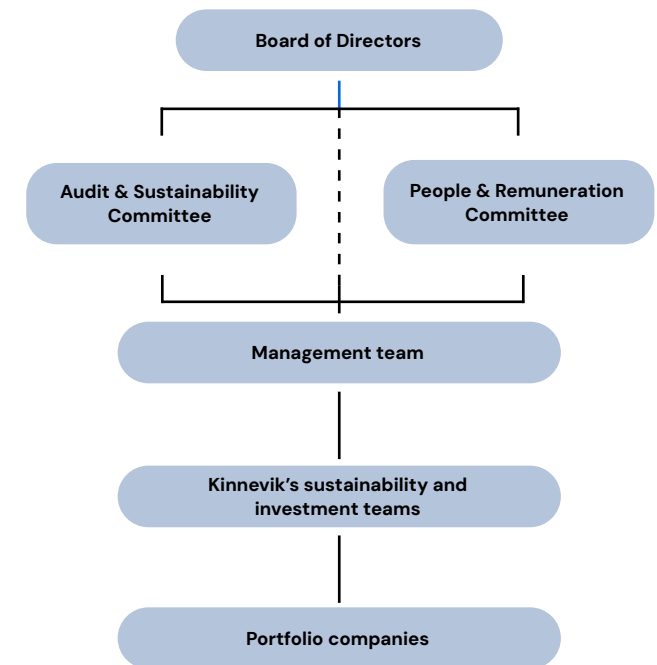 Board of Directors
Audit & Sustainability
Committee
People & Remuneration
Committee
Management team
Kinnevik’s sustainability and
investment teams
Portfolio companies